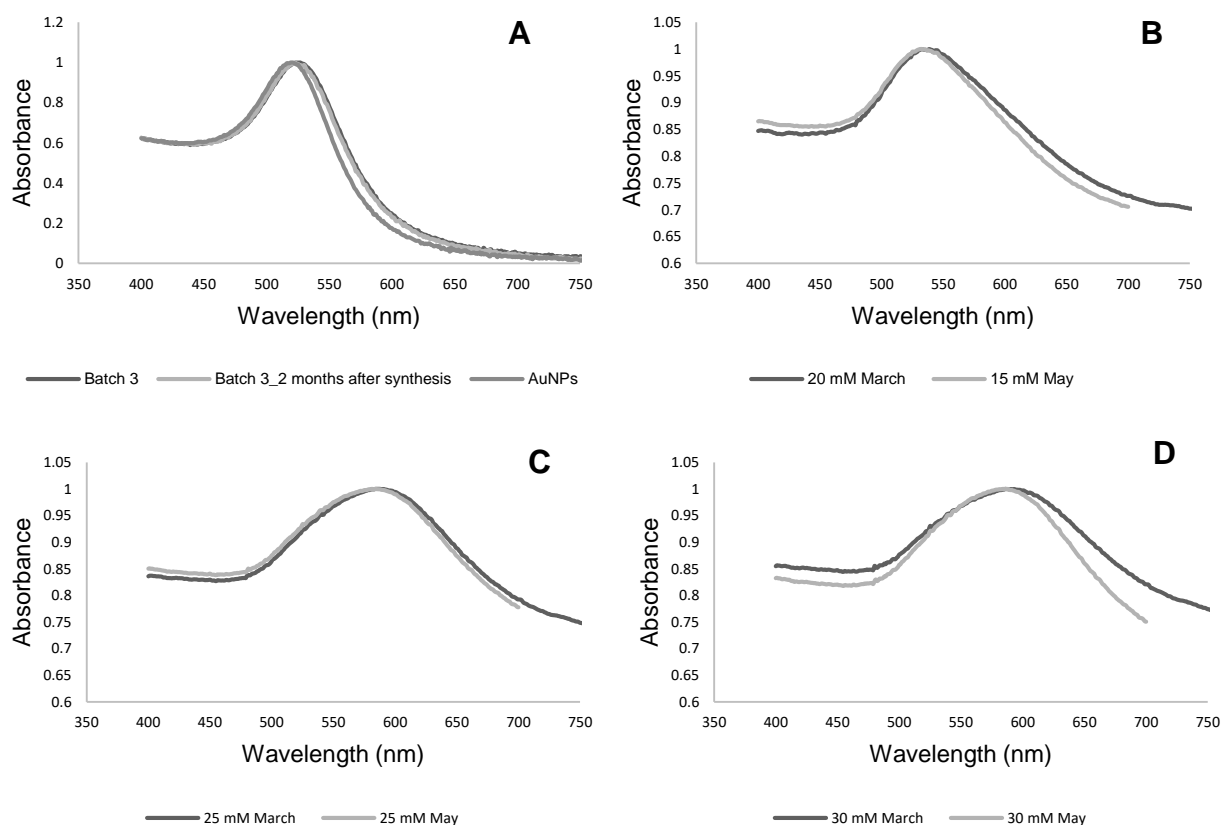 A
Absorbance
1.2
1
0.8
0.6
0.4
0.2
0
350 400 450 500 550 600 650 700 750
Wavelength (nm)
Batch 3 Batch 3_2 months after synthesis AuNPs
B
Absorbance
1.05
1
0.95
0.9
0.85
0.8
0.75
0.7
0.65
0.6
350 400 450 500 550 600 650 700 750
Wavelength (nm)
20 mM March 15 mM May
C
Absorbance
1.05
1
0.95
0.9
0.85
0.8
0.75
0.7
0.65
0.6
350 400 450 500 550 600 650 700 750
Wavelength (nm)
25 mM March 25 mM May
D
Absorbance
1.05
1
0.95
0.9
0.85
0.8
0.75
0.7
0.65
0.6
350 400 450 500 550 600 650 700 750
Wavelength (nm)
30 mM March 30 mM May